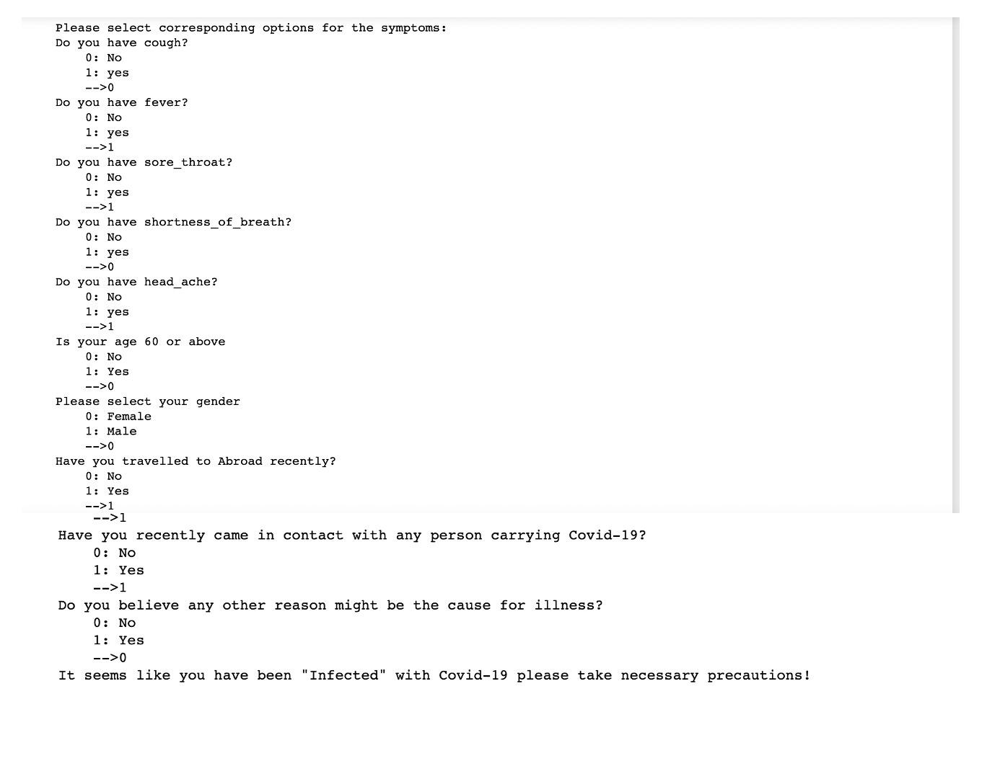 Please select corresponding options for the symptoms:
Do you have cough?
0: No
1: yes
-->0
Do you have fever?
0: No
1: yes
-->1
Do you have sore_throat?
0: No
1: yes
-->1
Do you have shortness_of_breath?
0: No
1: yes
-->0
Do you have head_ache?
0: No
1: yes
-->1
Is your age 60 or above
0: No
1: Yes
-->0
Please select your gender
0: Female
1: Male
-->0
Have you travelled to Abroad recently?
0: No
1: Yes
-->1
-->1
Have you recently came in contact with any person carrying Covid-19?
0: No
1: Yes
-->1
Do you believe any other reason might be the cause for illness?
0: No
1: Yes
-->0
It seems like you have been "Infected" with Covid-19 please take necessary precautions!